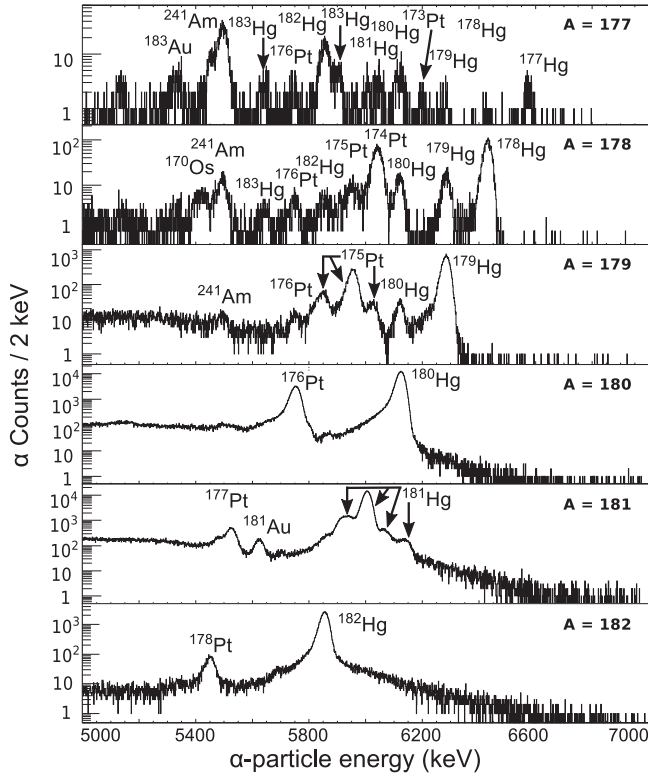 A = 177
10
1
¹⁸³Au
²⁴¹Am
¹⁸³Hg
¹⁷⁶Pt
¹⁸²Hg
¹⁸³Hg
¹⁸¹Hg
¹⁸⁰Hg
¹⁷³Pt
¹⁷⁹Hg
¹⁷⁸Hg
¹⁷⁷Hg
A = 178
10²
10
1
¹⁷⁰Os
²⁴¹Am
¹⁸³Hg
¹⁷⁶Pt
¹⁸²Hg
¹⁷⁵Pt
¹⁷⁴Pt
¹⁸⁰Hg
¹⁷⁹Hg
¹⁷⁸Hg
A = 179
10³
10²
10
1
²⁴¹Am
¹⁷⁶Pt
¹⁷⁵Pt
¹⁸⁰Hg
¹⁷⁹Hg
A = 180
10⁴
10³
10²
10
1
¹⁷⁶Pt
¹⁸⁰Hg
A = 181
10⁴
10³
10²
10
1
¹⁷⁷Pt
¹⁸¹Au
¹⁸¹Hg
A = 182
10³
10²
10
1
¹⁷⁸Pt
¹⁸²Hg
5000 5400 5800 6200 6600 7000
α-particle energy (keV)
α Counts / 2 keV